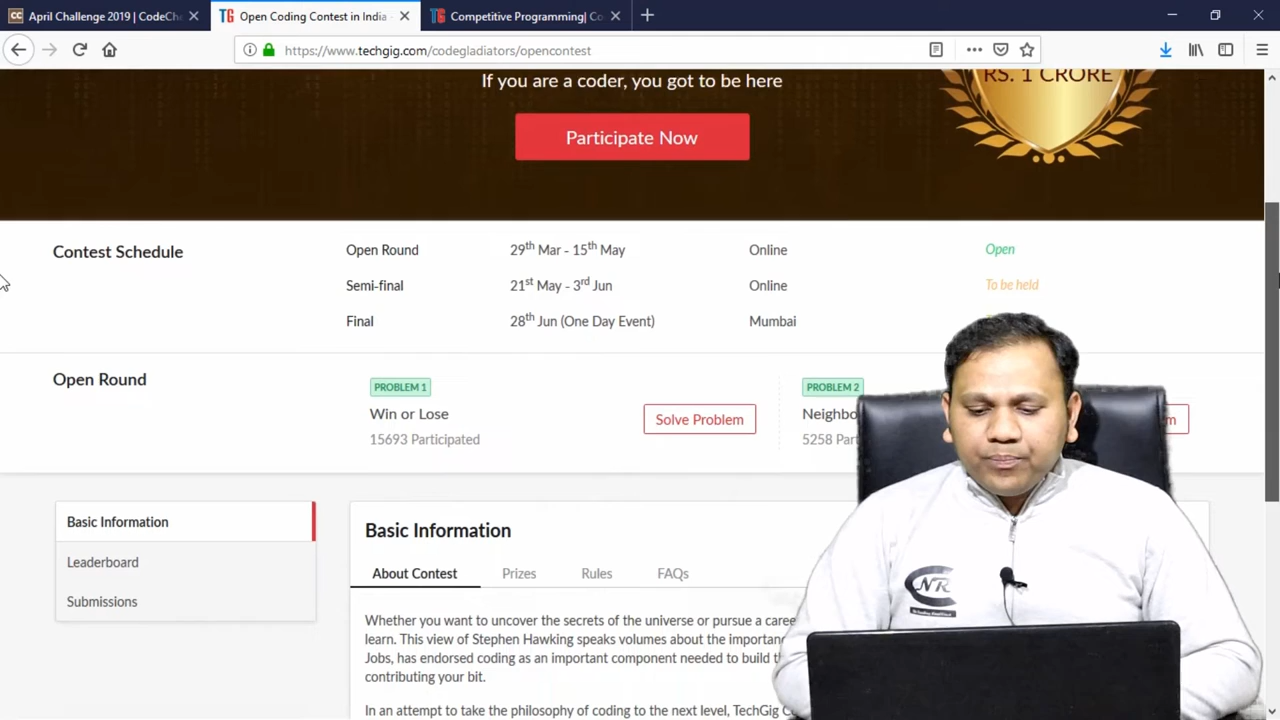 April Challenge 2019 | CodeCh
Open Coding Contest in India -
Competitive Programming| Co
https://www.techgig.com/codegladiators/opencontest
RS. 1 CRORE
If you are a coder, you got to be here
Participate Now
Contest Schedule
Open Round 29th Mar - 15th May Online Open
Semi-final 21st May - 3rd Jun Online To be held
Final 28th Jun (One Day Event) Mumbai
Open Round
PROBLEM 1
Win or Lose
15693 Participated
Solve Problem
PROBLEM 2
Neighbo
5258 Part
m
Basic Information
Leaderboard
Submissions
Basic Information
About Contest Prizes Rules FAQs
Whether you want to uncover the secrets of the universe or pursue a caree
learn. This view of Stephen Hawking speaks volumes about the importanc
Jobs, has endorsed coding as an important component needed to build th
contributing your bit.
In an attempt to take the philosophy of coding to the next level, TechGig C
NR